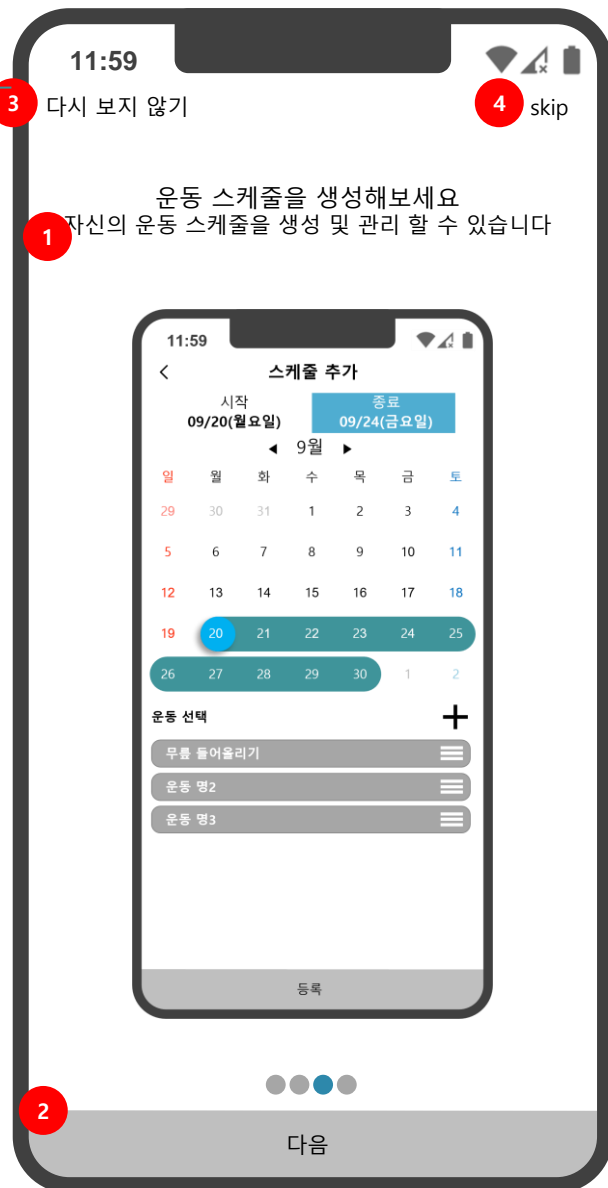 11:59
3 다시 보지 않기
4 skip
운동 스케줄을 생성해보세요
1 자신의 운동 스케줄을 생성 및 관리 할 수 있습니다
11:59
스케줄 추가
시작 종료
09/20(월요일) 09/24(금요일)
9월
일 월 화 수 목 금 토
29 30 31 1 2 3 4
5 6 7 8 9 10 11
12 13 14 15 16 17 18
19 20 21 22 23 24 25
26 27 28 29 30 1 2
운동 선택
무릎 들어올리기
운동 명2
운동 명3
등록
2
다음